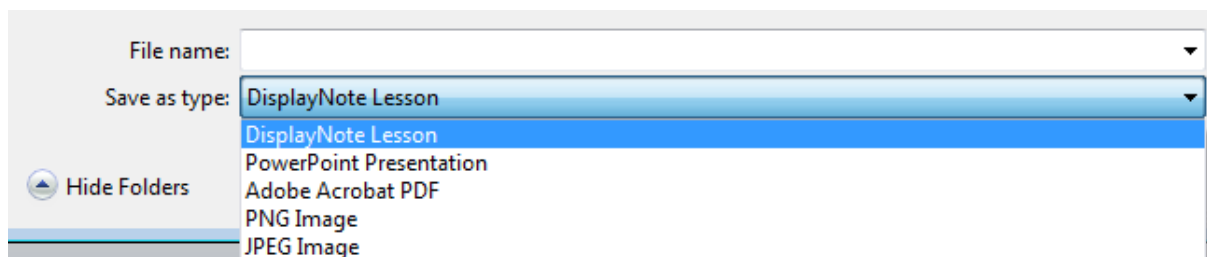 File name:
Save as type: DisplayNote Lesson
DisplayNote Lesson
PowerPoint Presentation
Hide Folders
Adobe Acrobat PDF
PNG Image
JPEG Image